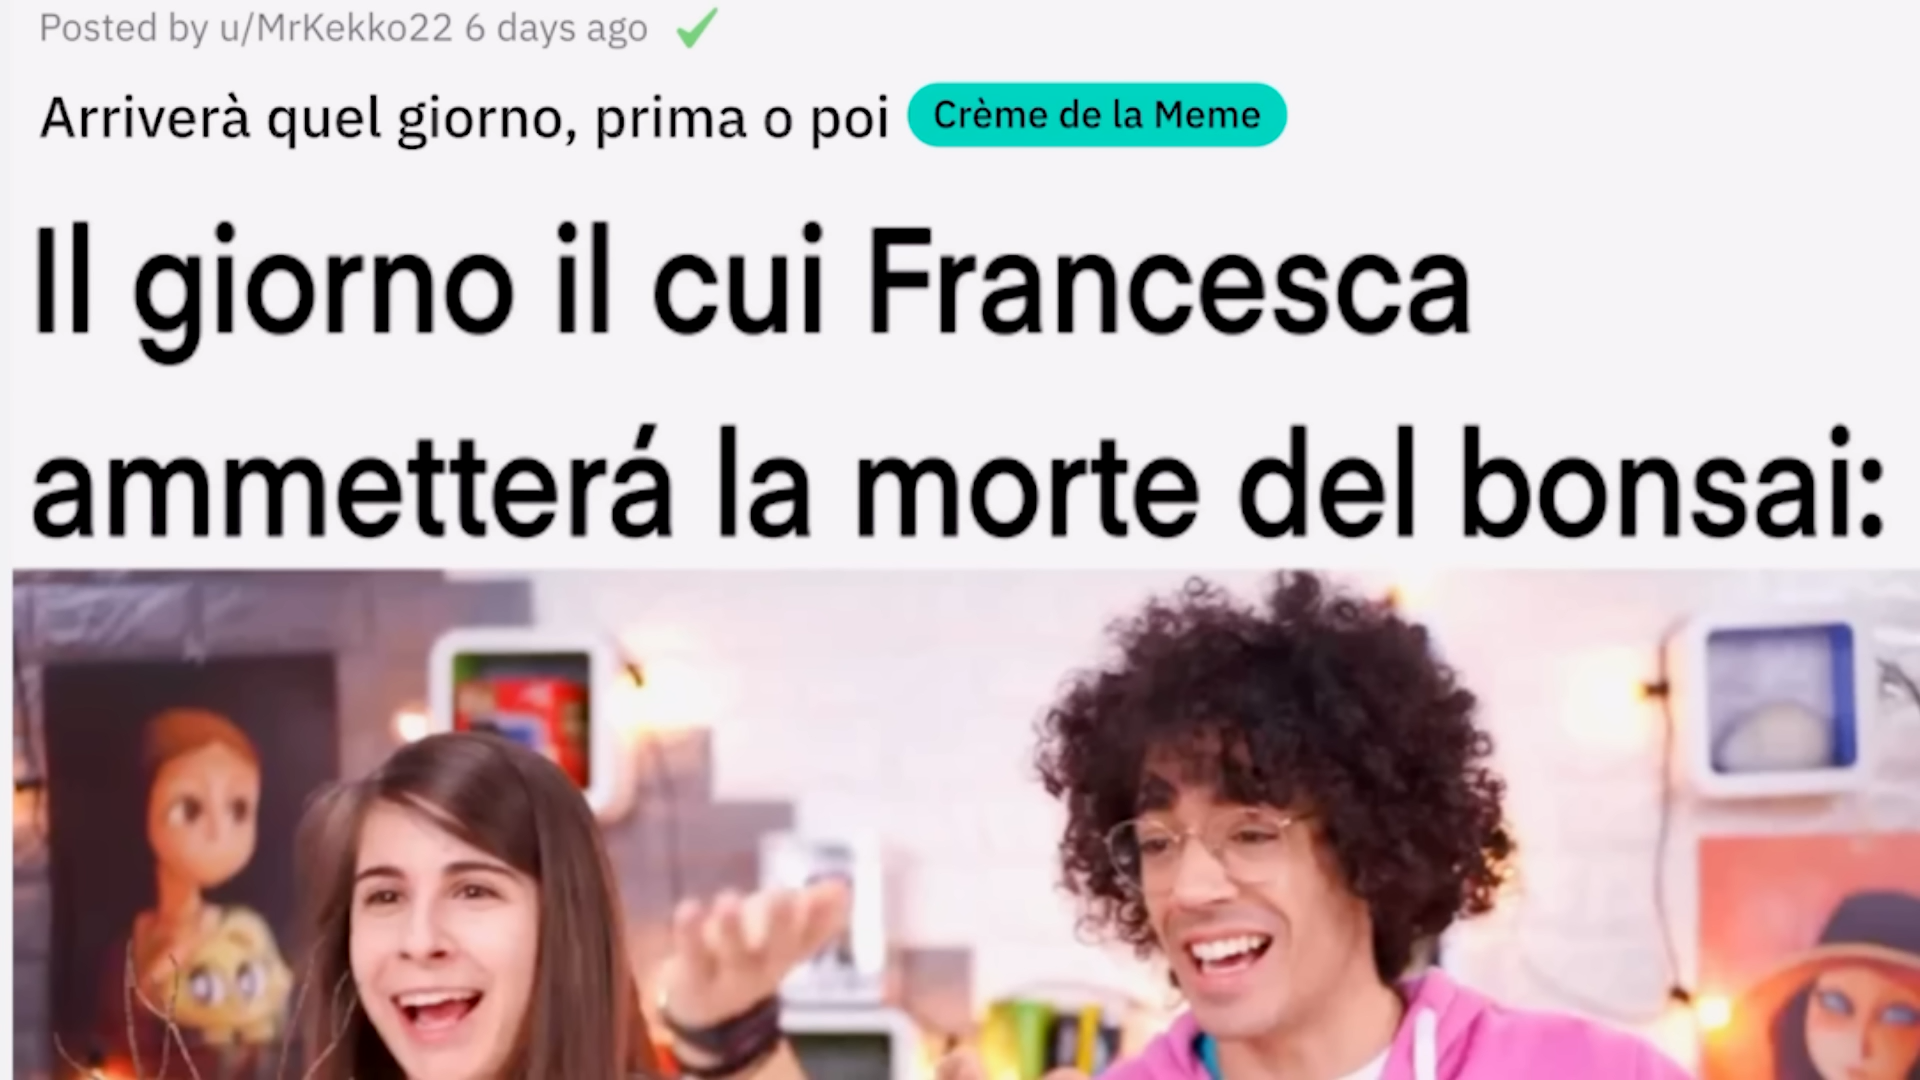 Posted by u/MrKekko22 6 days ago
Arriverà quel giorno, prima o poi Crème de la Meme
Il giorno il cui Francesca
ammetterá la morte del bonsai: